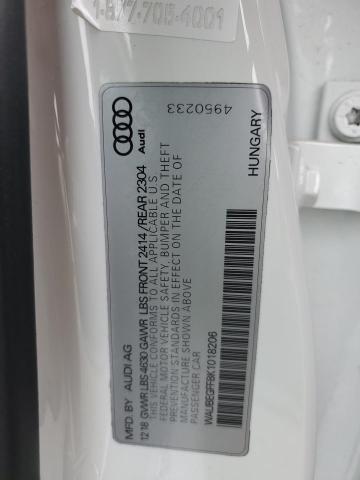 1-877-705-4001
4950233
Audi
HUNGARY
MFD. BY AUDI AG
12 18 GVWR LBS 4630 GAWR LBS FRONT 2414 /REAR 2304
THIS VEHICLE CONFORMS TO ALL APPLICABLE U.S.
FEDERAL MOTOR VEHICLE SAFETY, BUMPER AND THEFT
PREVENTION STANDARDS IN EFFECT ON THE DATE OF
MANUFACTURE SHOWN ABOVE
PASSENGER CAR
WAUBEGFF8K1018206